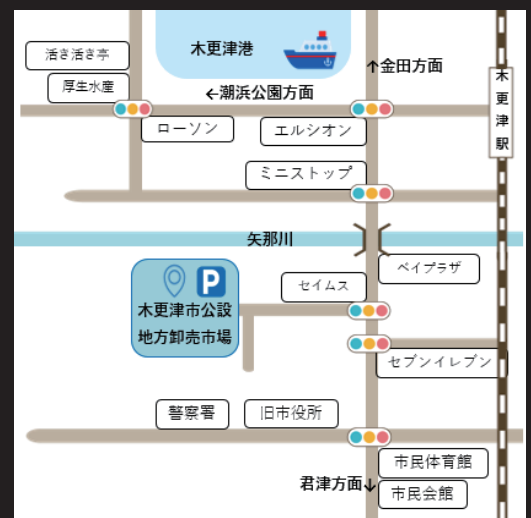 木更津港
活き活き亭
↑金田方面
厚生水産
←潮浜公園方面
木更津駅
ローソン
エルシオン
ミニストップ
矢那川
ベイプラザ
P
セイムス
木更津市公設
地方卸売市場
セブンイレブン
警察署
旧市役所
市民体育館
君津方面↓
市民会館